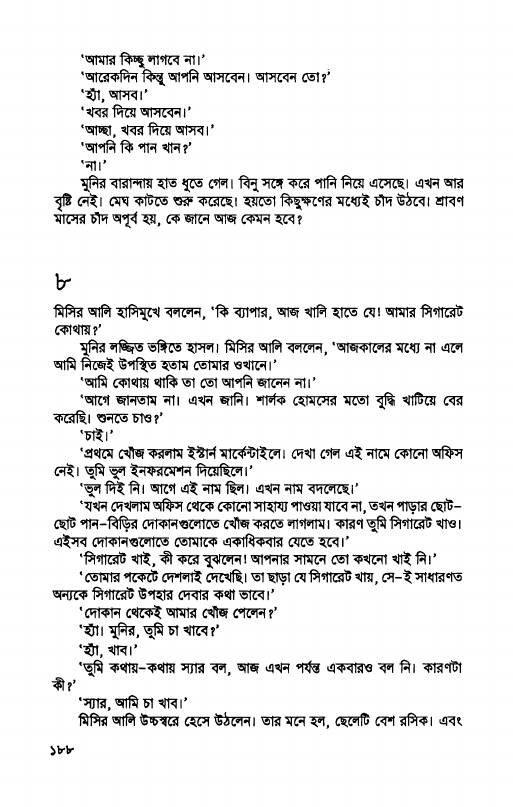 ‘আমার কিচ্ছু লাগবে না।’
‘আরেকদিন কিন্তু আপনি আসবেন। আসবেন তো?’
‘হ্যাঁ, আসব।’
‘খবর দিয়ে আসবেন।’
‘আচ্ছা, খবর দিয়ে আসব।’
‘আপনি কি পান খান?’
‘না।’
মুনির বারান্দায় হাত ধুতে গেল। বিনু সঙ্গে করে পানি নিয়ে এসেছে। এখন আর
বৃষ্টি নেই। মেঘ কাটতে শুরু করেছে। হয়তো কিছুক্ষণের মধ্যেই চাঁদ উঠবে। শ্রাবণ
মাসের চাঁদ অপূর্ব হয়, কে জানে আজ কেমন হবে?
৮
মিসির আলি হাসিমুখে বললেন, ‘কি ব্যাপার, আজ খালি হাতে যে! আমার সিগারেট
কোথায়?’
মুনির লজ্জিত ভঙ্গিতে হাসল। মিসির আলি বললেন, ‘আজকালের মধ্যে না এলে
আমি নিজেই উপস্থিত হতাম তোমার ওখানে।’
‘আমি কোথায় থাকি তা তো আপনি জানেন না।’
‘আগে জানতাম না। এখন জানি। শার্লক হোমসের মতো বুদ্ধি খাটিয়ে বের
করেছি। শুনতে চাও?’
‘চাই।’
‘প্রথমে খোঁজ করলাম ইস্টার্ন মার্কেন্টাইলে। দেখা গেল এই নামে কোনো অফিস
নেই। তুমি ভুল ইনফরমেশন দিয়েছিলে।’
‘ভুল দিই নি। আগে এই নাম ছিল। এখন নাম বদলেছে।’
‘যখন দেখলাম অফিস থেকে কোনো সাহায্য পাওয়া যাবে না, তখন পাড়ার ছোট–
ছোট পান–বিড়ির দোকানগুলোতে খোঁজ করতে লাগলাম। কারণ তুমি সিগারেট খাও।
এইসব দোকানগুলোতে তোমাকে একাধিকবার যেতে হবে।’
‘সিগারেট খাই, কী করে বুঝলেন! আপনার সামনে তো কখনো খাই নি।’
‘তোমার পকেটে দেশলাই দেখেছি। তা ছাড়া যে সিগারেট খায়, সে–ই সাধারণত
অন্যকে সিগারেট উপহার দেবার কথা ভাবে।’
‘দোকান থেকেই আমার খোঁজ পেলেন?’
‘হ্যাঁ। মুনির, তুমি চা খাবে?’
‘হ্যাঁ, খাব।’
‘তুমি কথায়–কথায় স্যার বল, আজ এখন পর্যন্ত একবারও বল নি। কারণটা
কী?’
‘স্যার, আমি চা খাব।’
মিসির আলি উচ্চস্বরে হেসে উঠলেন। তার মনে হল, ছেলেটি বেশ রসিক। এবং
১৮৮